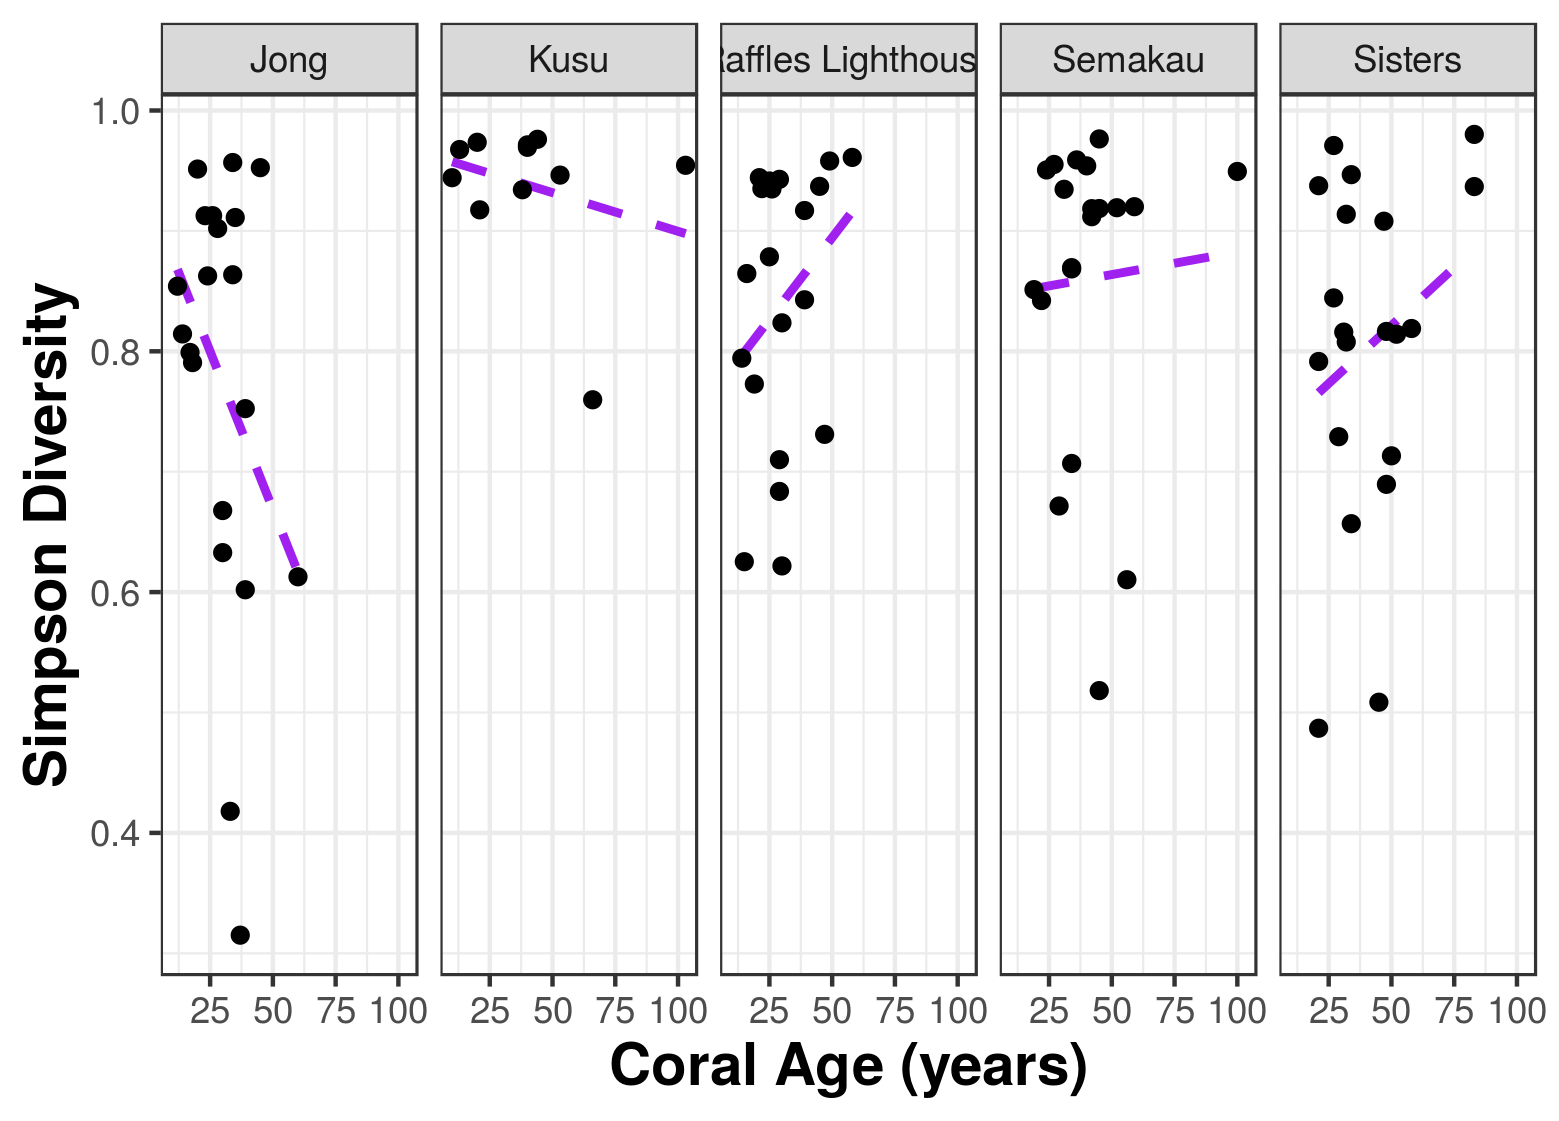 Jong
Kusu
Raffles Lighthous
Semakau
Sisters
1.0
0.8
0.6
0.4
Simpson Diversity
25 50 75 100
25 50 75 100
25 50 75 100
25 50 75 100
25 50 75 100
Coral Age (years)